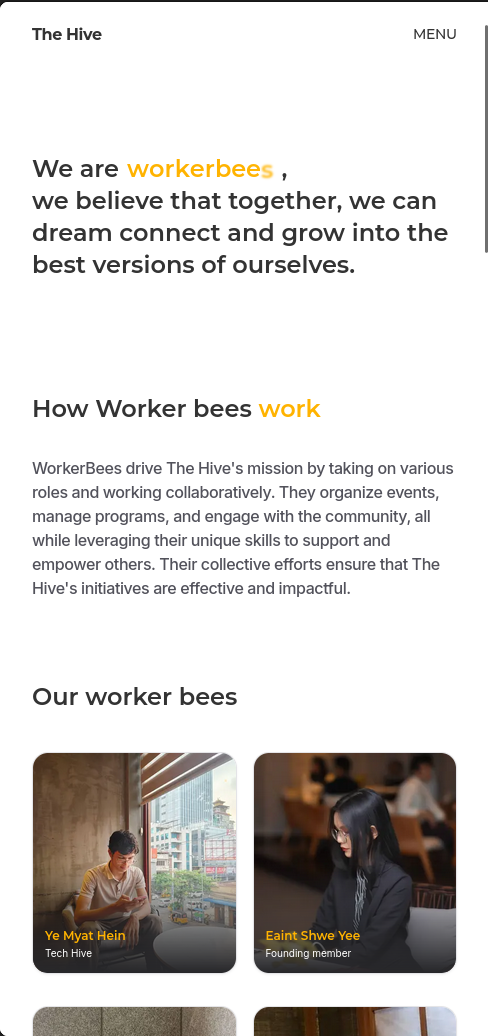 The Hive
MENU
We are workerbees ,
we believe that together, we can
dream connect and grow into the
best versions of ourselves.
How Worker bees work
WorkerBees drive The Hive's mission by taking on various
roles and working collaboratively. They organize events,
manage programs, and engage with the community, all
while leveraging their unique skills to support and
empower others. Their collective efforts ensure that The
Hive's initiatives are effective and impactful.
Our worker bees
Ye Myat Hein
Tech Hive
Eaint Shwe Yee
Founding member